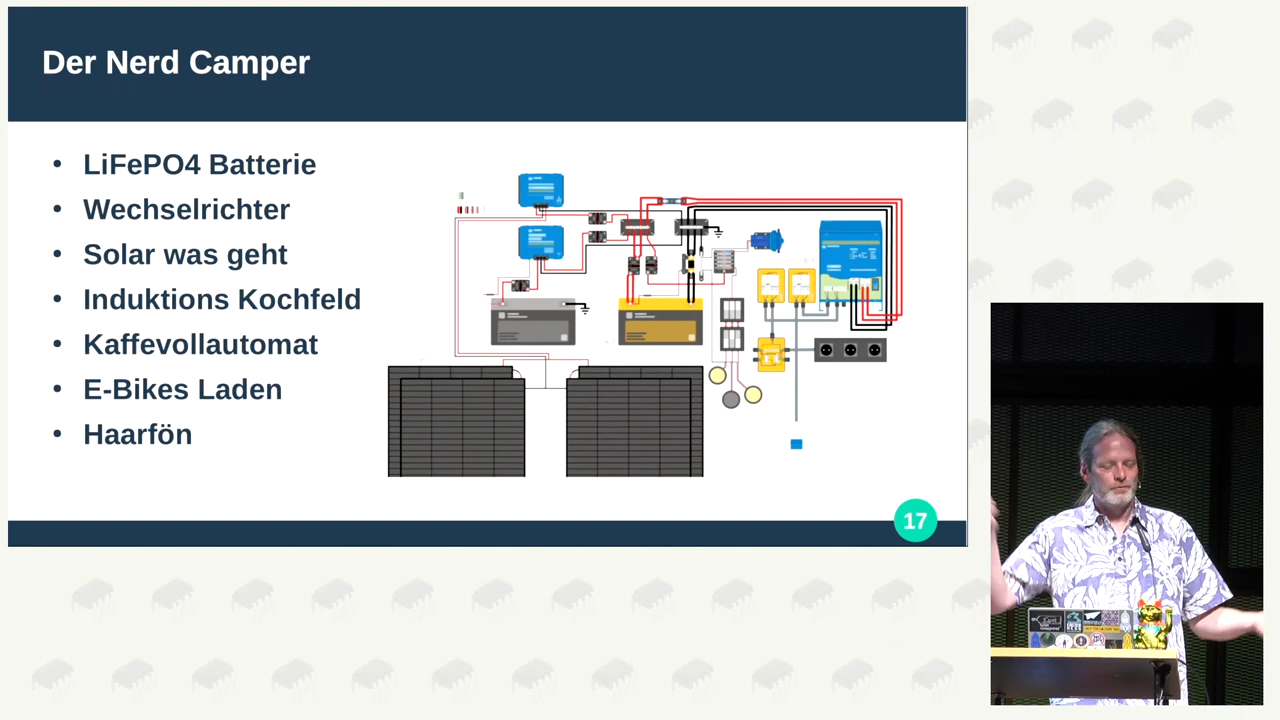 Der Nerd Camper
• LiFePO4 Batterie
• Wechselrichter
• Solar was geht
• Induktions Kochfeld
• Kaffevollautomat
• E-Bikes Laden
• Haarfön
17